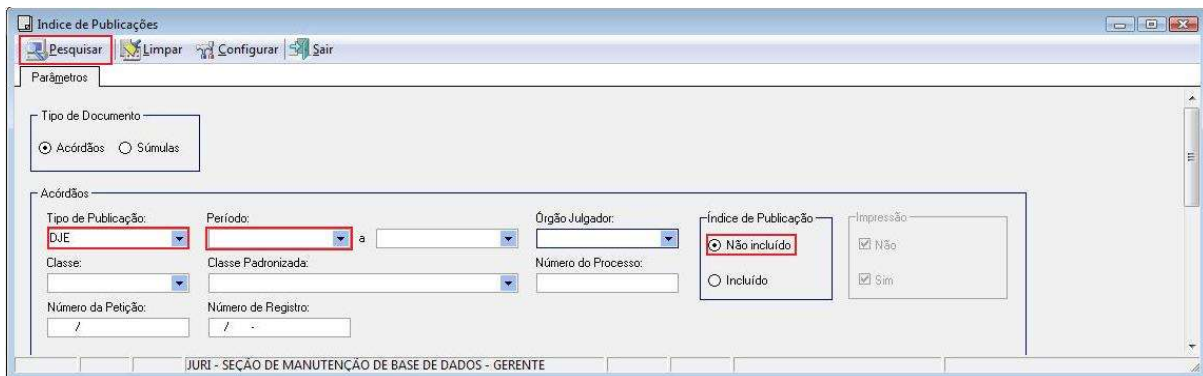 Indice de Publicações
Pesquisar Limpar Configurar Sair
Parâmetros
Tipo de Documento
Acórdãos Súmulas
Acórdãos
Tipo de Publicação: Período: Órgão Julgador: Índice de Publicação Impressão
DJE a Não incluído Não
Classe: Classe Padronizada: Número do Processo:
Incluído Sim
Número da Petição: Número de Registro:
/ / -
JURI - SEÇÃO DE MANUTENÇÃO DE BASE DE DADOS - GERENTE